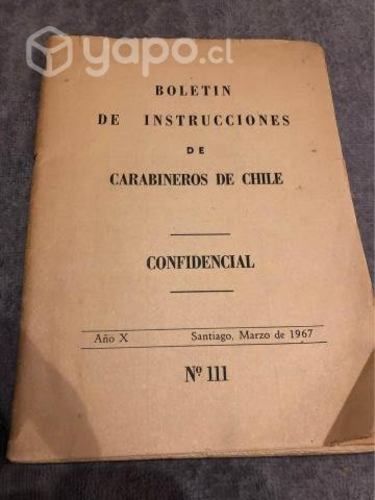 yapo.cl
BOLETIN
DE INSTRUCCIONES
DE
CARABINEROS DE CHILE
CONFIDENCIAL
Año X Santiago, Marzo de 1967
Nº 111